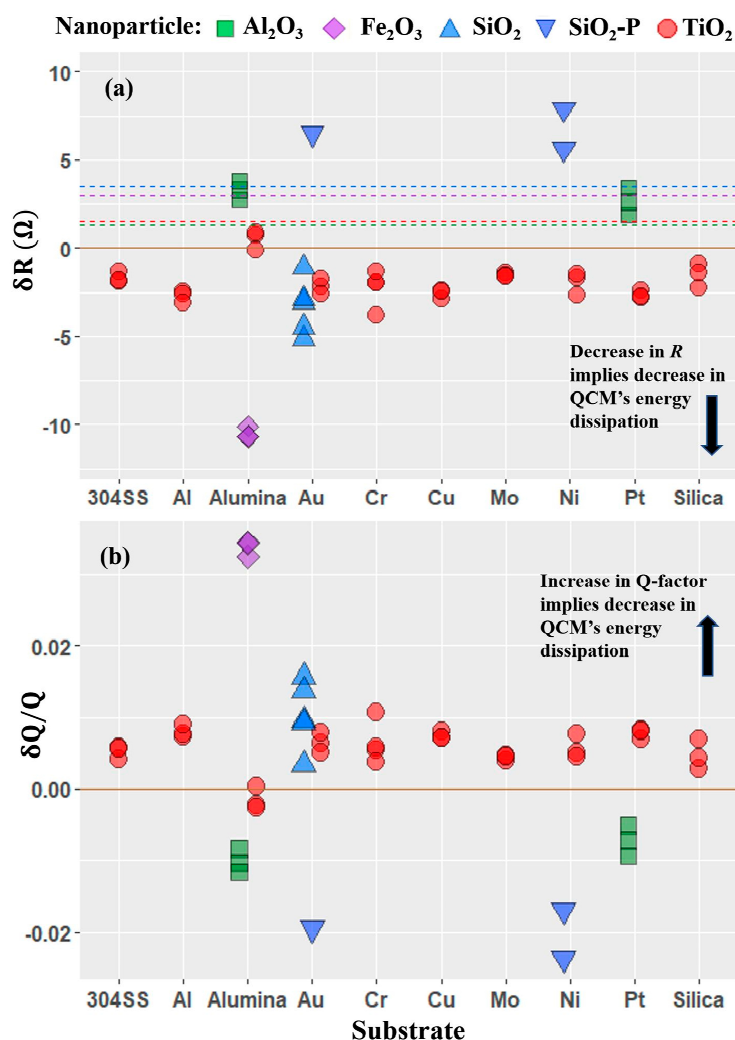 Nanoparticle: Al₂O₃ Fe₂O₃ SiO₂ SiO₂-P TiO₂
(a)
10
5
0
-5
-10
δR (Ω)
Decrease in R
implies decrease in
QCM's energy
dissipation
304SS Al Alumina Au Cr Cu Mo Ni Pt Silica
(b)
0.02
0.00
-0.02
δQ/Q
Increase in Q-factor
implies decrease in
QCM's energy
dissipation
304SS Al Alumina Au Cr Cu Mo Ni Pt Silica
Substrate